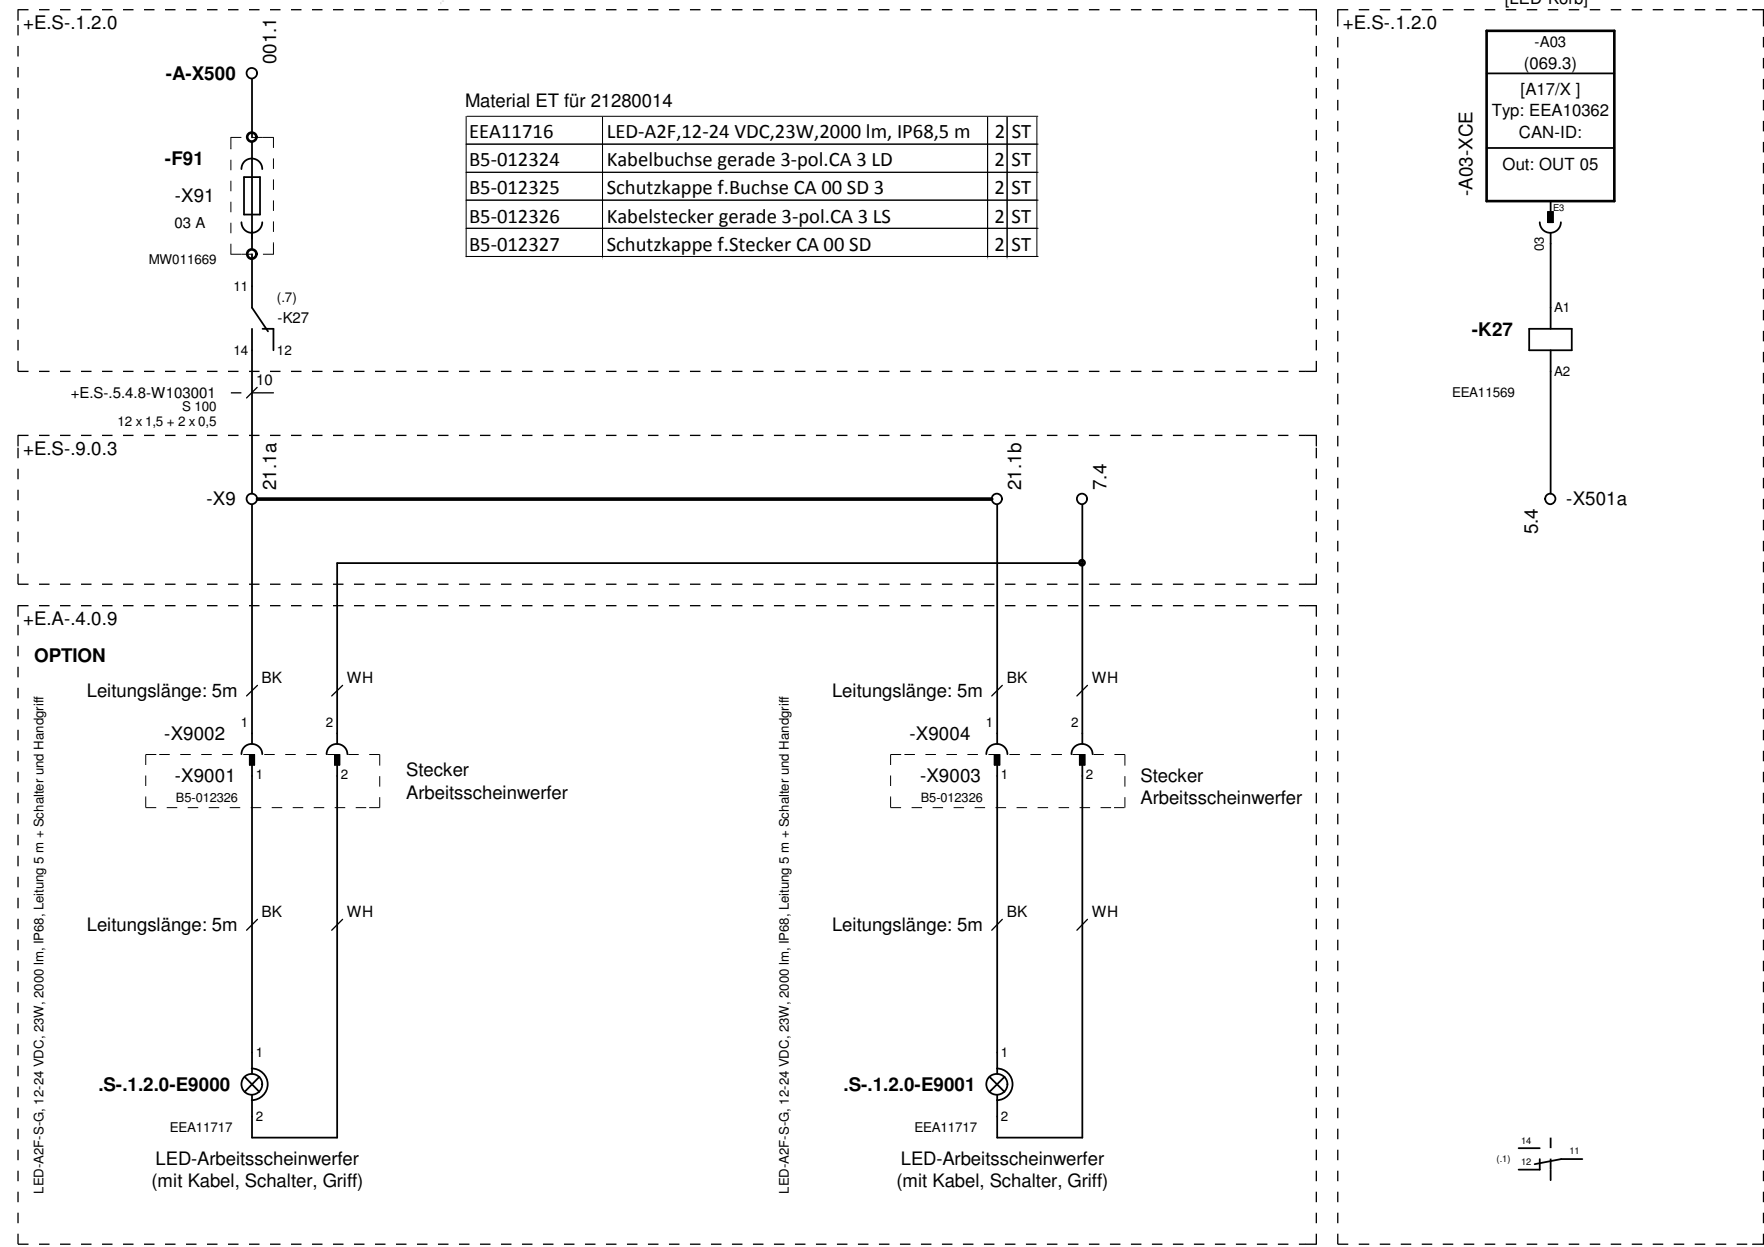 +E.S-.1.2.0
001.1
-A-X500
-F91
-X91
03 A
MW011669
11
(.7)
-K27
14
12
Material ET für 21280014
EEA11716 LED-A2F,12-24 VDC,23W,2000 lm, IP68,5 m 2 ST
B5-012324 Kabelbuchse gerade 3-pol.CA 3 LD 2 ST
B5-012325 Schutzkappe f.Buchse CA 00 SD 3 2 ST
B5-012326 Kabelstecker gerade 3-pol.CA 3 LS 2 ST
B5-012327 Schutzkappe f.Stecker CA 00 SD 2 ST
10
+E.S-.5.4.8-W103001
S 100
12 x 1,5 + 2 x 0,5
+E.S-.9.0.3
-X9
21.1a
21.1b
7.4
+E.A-.4.0.9
OPTION
LED-A2F-S-G, 12-24 VDC, 23W, 2000 lm, IP68, Leitung 5 m + Schalter und Handgriff
Leitungslänge: 5m
BK
WH
1
2
-X9002
-X9001
B5-012326
1
2
Stecker
Arbeitsscheinwerfer
Leitungslänge: 5m
BK
WH
1
.S-.1.2.0-E9000
2
EEA11717
LED-Arbeitsscheinwerfer
(mit Kabel, Schalter, Griff)
LED-A2F-S-G, 12-24 VDC, 23W, 2000 lm, IP68, Leitung 5 m + Schalter und Handgriff
Leitungslänge: 5m
BK
WH
1
2
-X9004
-X9003
B5-012326
1
2
Stecker
Arbeitsscheinwerfer
Leitungslänge: 5m
BK
WH
1
.S-.1.2.0-E9001
2
EEA11717
LED-Arbeitsscheinwerfer
(mit Kabel, Schalter, Griff)
[LED-Korb]
+E.S-.1.2.0
-A03-XCE
-A03
(069.3)
[A17/X ]
Typ: EEA10362
CAN-ID:
Out: OUT 05
E3
03
A1
-K27
A2
EEA11569
-X501a
5.4
14
11
(.1)
12